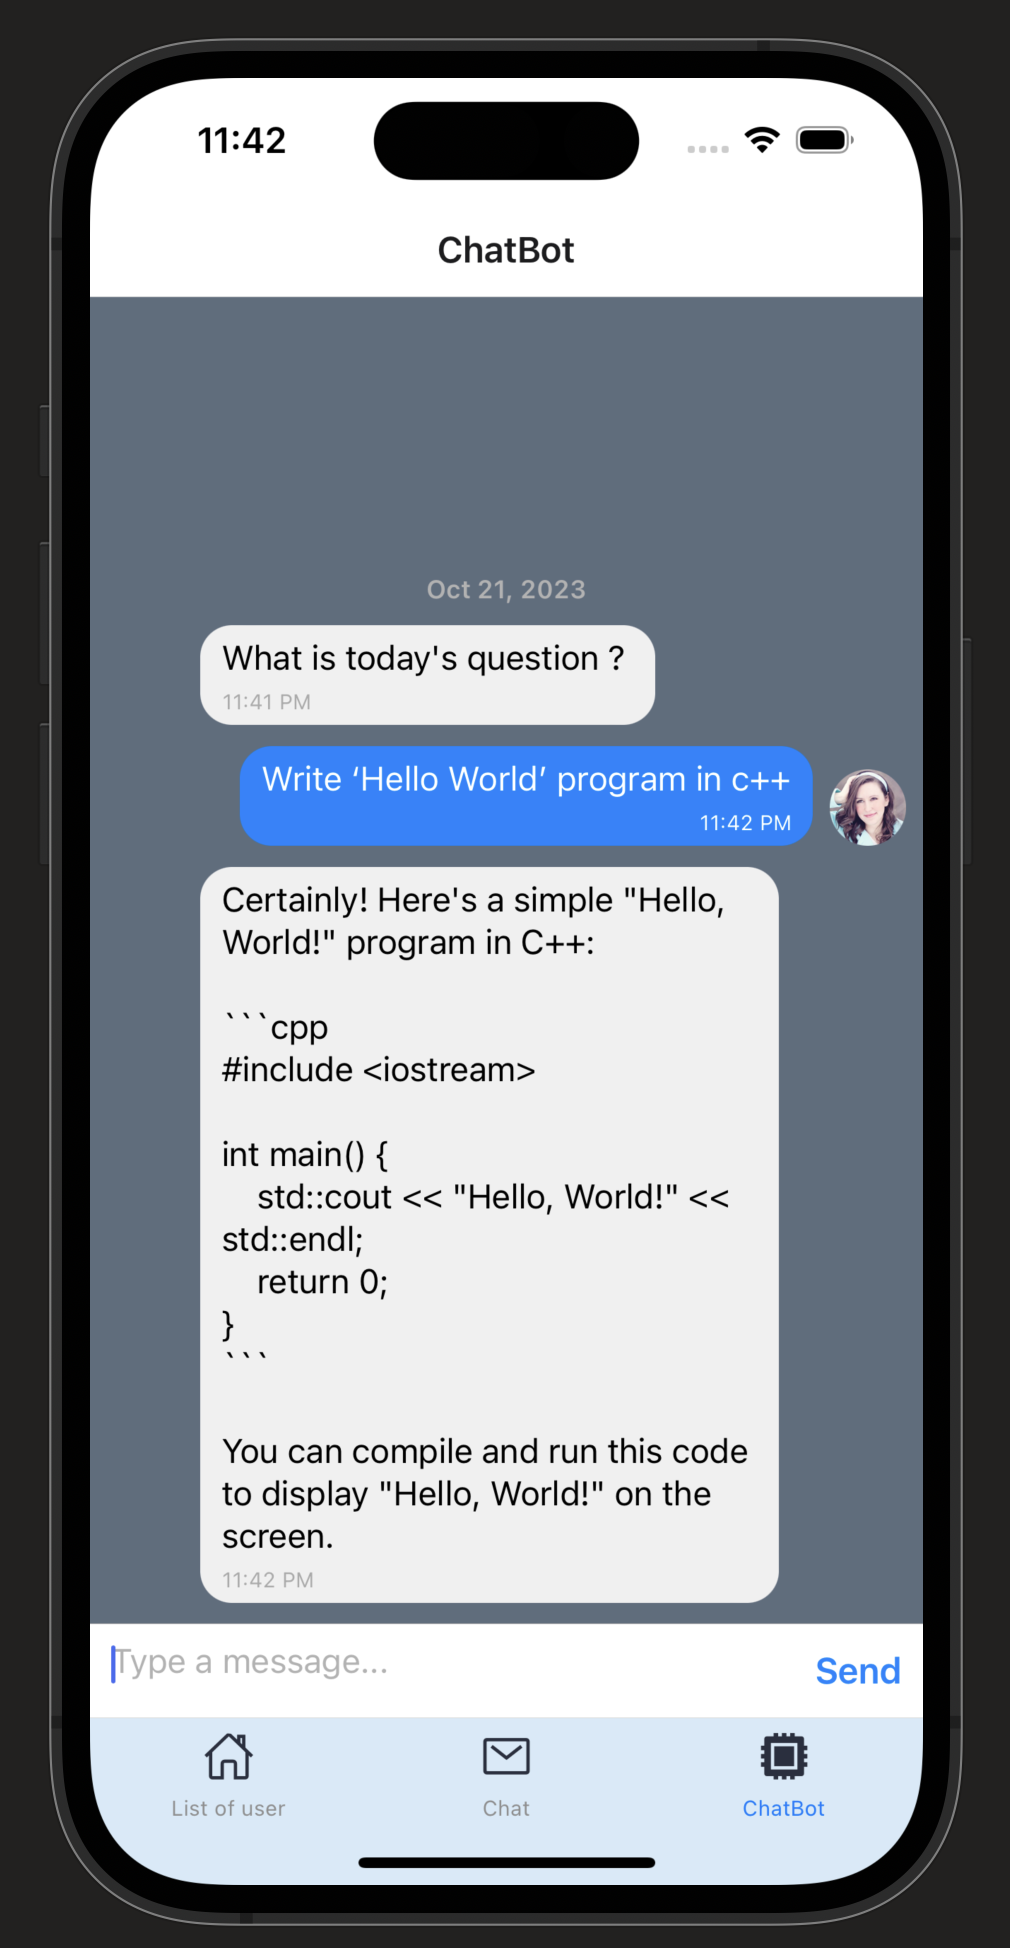 11:42
ChatBot
Oct 21, 2023
What is today's question ?
11:41 PM
Write ‘Hello World’ program in c++
11:42 PM
Certainly! Here's a simple "Hello,
World!" program in C++:
```cpp
#include <iostream>
int main() {
    std::cout << "Hello, World!" <<
std::endl;
    return 0;
}
```
You can compile and run this code
to display "Hello, World!" on the
screen.
11:42 PM
Type a message...
Send
List of user
Chat
ChatBot